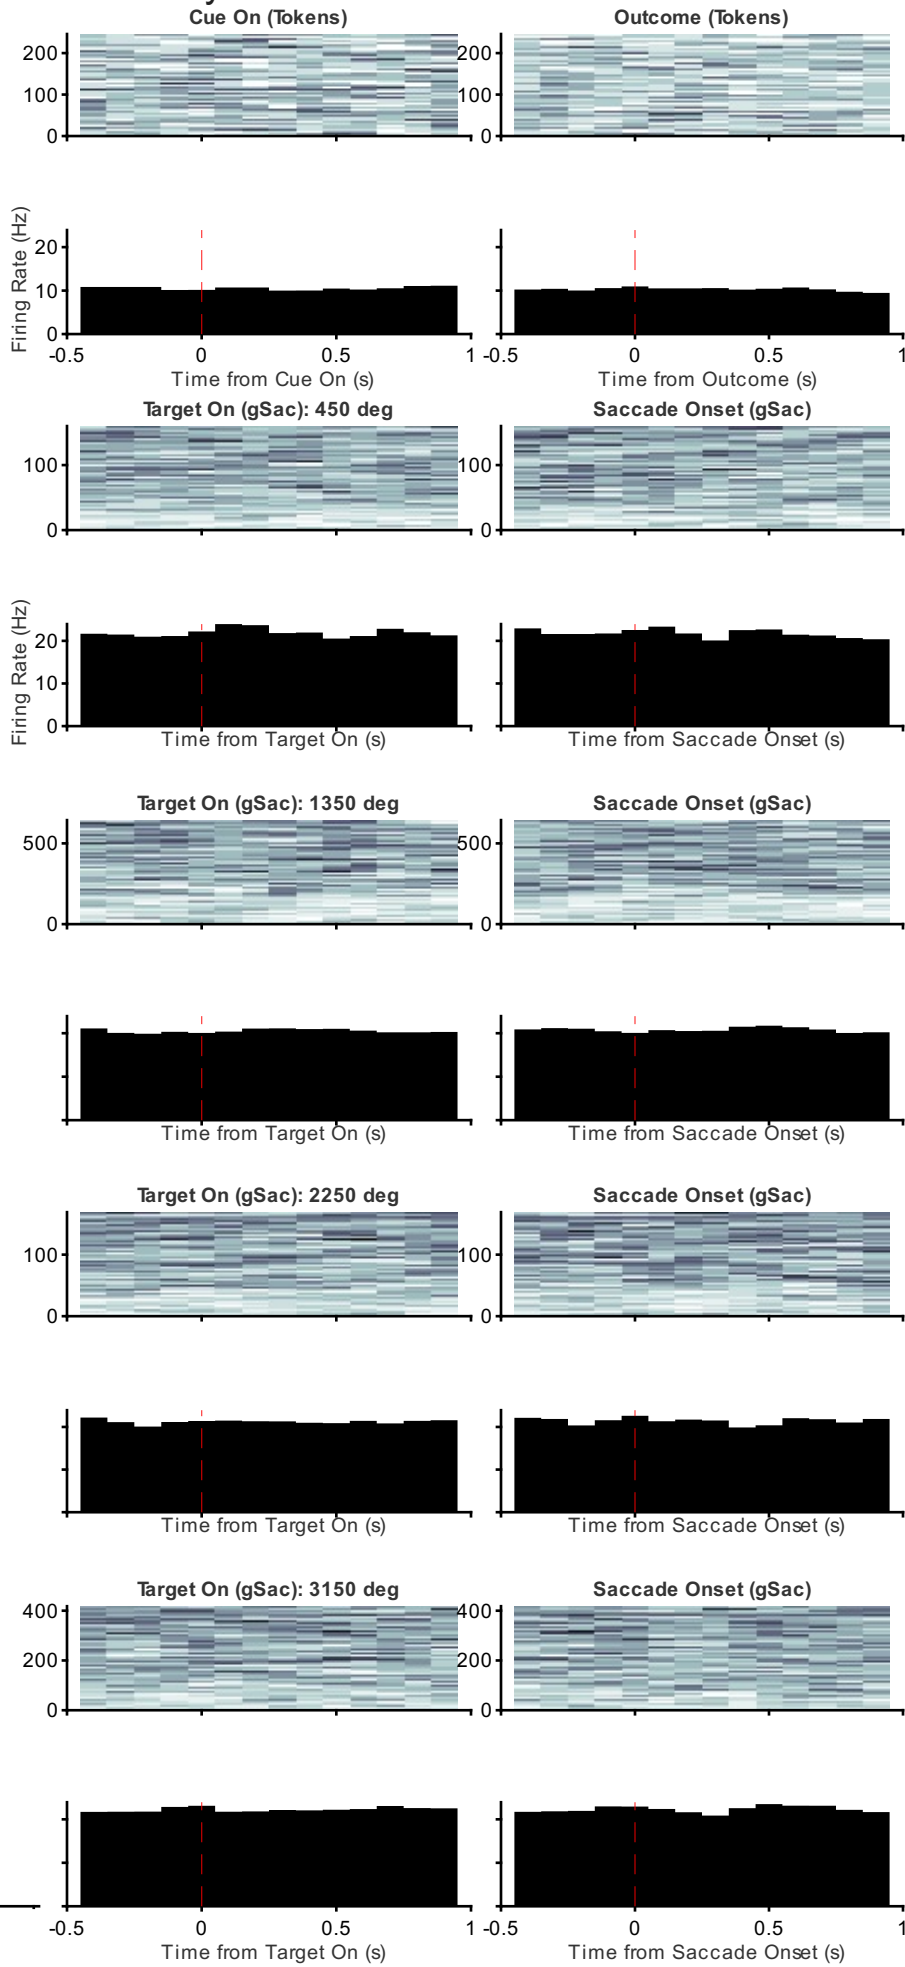 Cue On (Tokens) Outcome (Tokens)
200 200
100 100
0 0
Firing Rate (Hz)
20
10
0
-0.5 0 0.5 1 -0.5 0 0.5 1
Time from Cue On (s) Time from Outcome (s)
Target On (gSac): 450 deg Saccade Onset (gSac)
100 100
0 0
Firing Rate (Hz)
20
10
0
Time from Target On (s) Time from Saccade Onset (s)
Target On (gSac): 1350 deg Saccade Onset (gSac)
500 500
0 0
Time from Target On (s) Time from Saccade Onset (s)
Target On (gSac): 2250 deg Saccade Onset (gSac)
100 100
0 0
Time from Target On (s) Time from Saccade Onset (s)
Target On (gSac): 3150 deg Saccade Onset (gSac)
400 400
200 200
0 0
-0.5 0 0.5 1 -0.5 0 0.5 1
Time from Target On (s) Time from Saccade Onset (s)